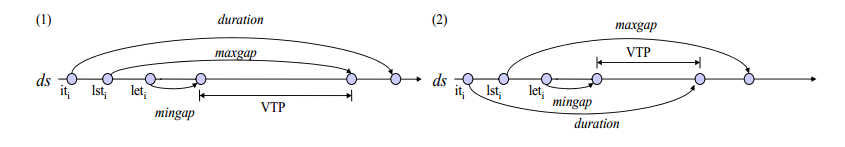 (1)
duration
maxgap
ds
it_i
lst_i
let_i
mingap
VTP
(2)
maxgap
VTP
ds
it_i
lst_i
let_i
mingap
duration